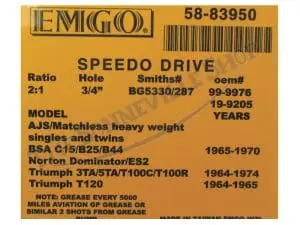 EMGO. 58-83950
SPEEDO DRIVE
Ratio Hole Smiths# oem#
2:1 3/4" BG5330/287 99-9976
19-9205
MODEL YEARS
AJS/Matchless heavy weight
singles and twins
BSA C15/B25/B44 1965-1970
Norton Dominator/ES2
Triumph 3TA/5TA/T100C/T100R 1964-1974
Triumph T120 1964-1965
NOTE: GREASE EVERY 5000
MILES AVIATION OF GREASE OR
SIMILAR 2 SHOTS FROM GREASE